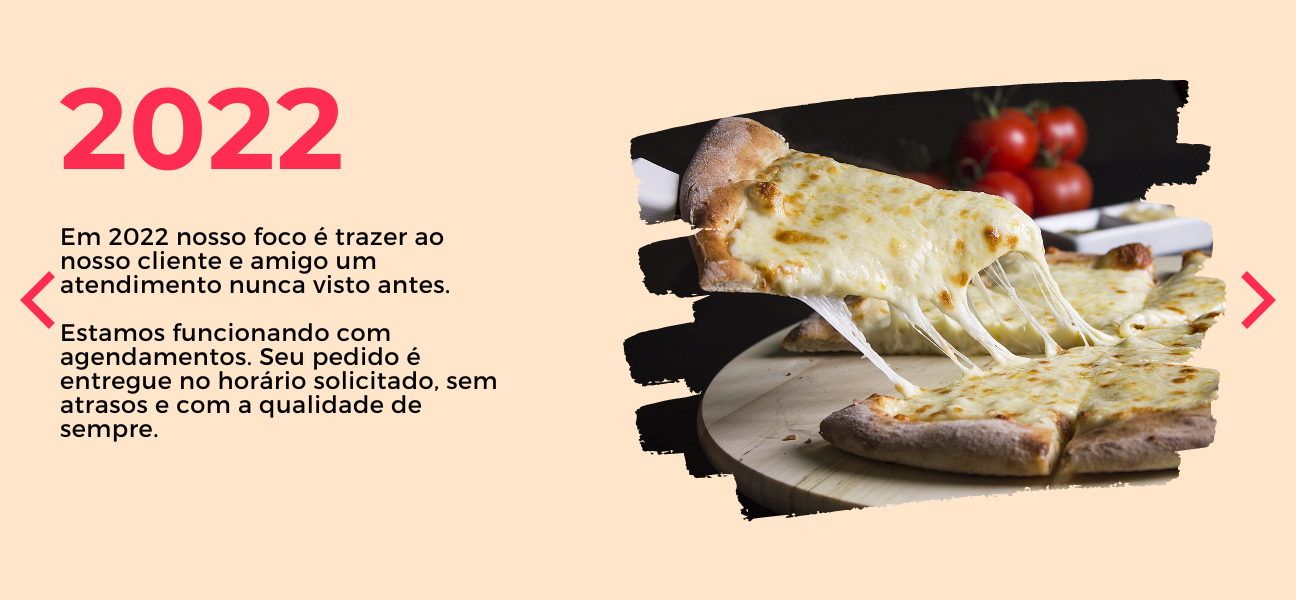 2022
Em 2022 nosso foco é trazer ao
nosso cliente e amigo um
atendimento nunca visto antes.
Estamos funcionando com
agendamentos. Seu pedido é
entregue no horário solicitado, sem
atrasos e com a qualidade de
sempre.